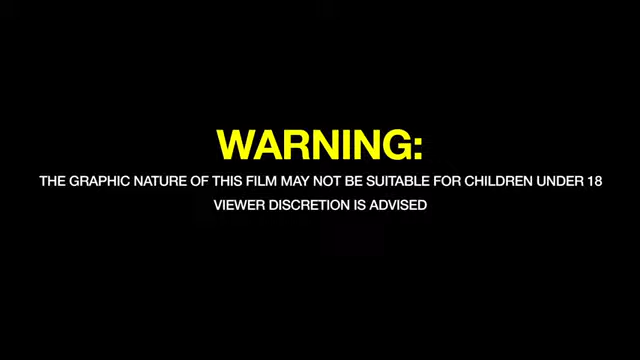 WARNING:
THE GRAPHIC NATURE OF THIS FILM MAY NOT BE SUITABLE FOR CHILDREN UNDER 18
VIEWER DISCRETION IS ADVISED